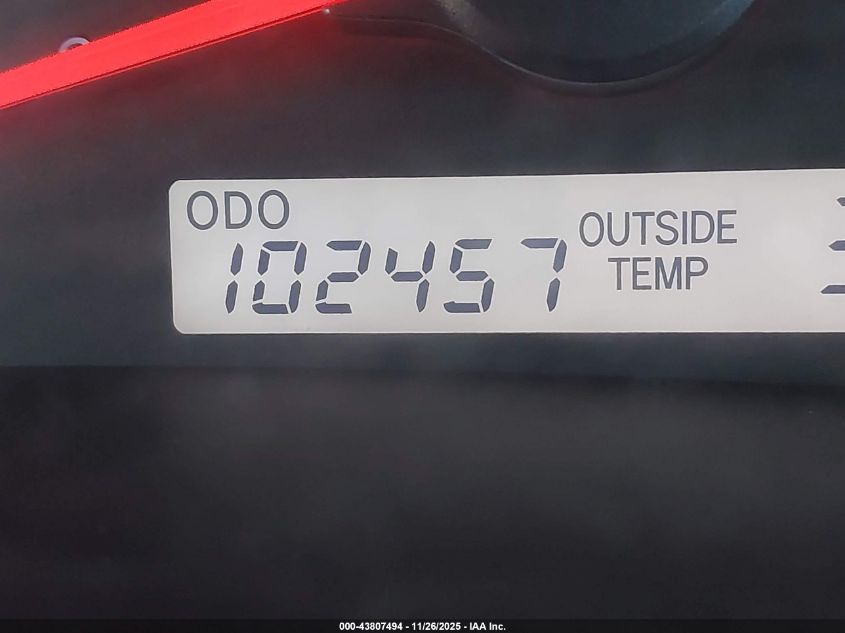 ODO
102457
OUTSIDE
TEMP
000-43807494 - 11/26/2025 - IAA Inc.